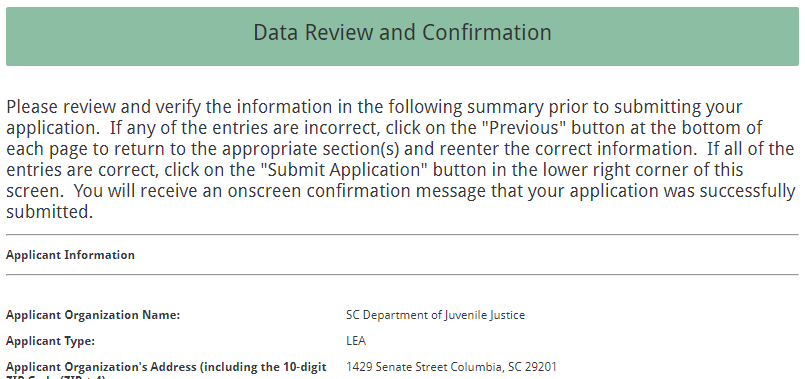 Data Review and Confirmation
Please review and verify the information in the following summary prior to submitting your
application.  If any of the entries are incorrect, click on the "Previous" button at the bottom of
each page to return to the appropriate section(s) and reenter the correct information.  If all of the
entries are correct, click on the "Submit Application" button in the lower right corner of this
screen.  You will receive an onscreen confirmation message that your application was successfully
submitted.
Applicant Information
Applicant Organization Name: SC Department of Juvenile Justice
Applicant Type: LEA
Applicant Organization's Address (including the 10-digit 1429 Senate Street Columbia, SC 29201